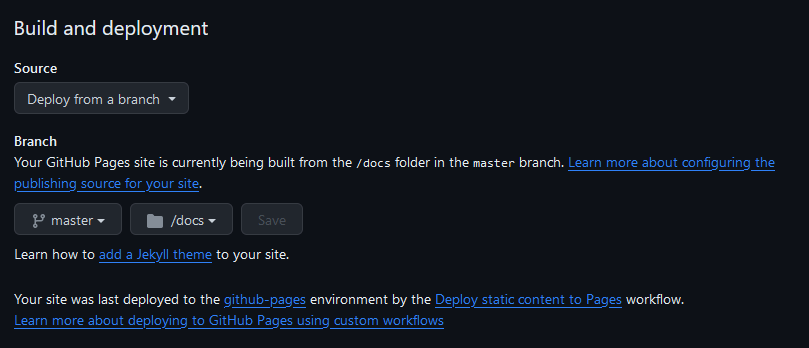 Build and deployment
Source
Deploy from a branch
Branch
Your GitHub Pages site is currently being built from the /docs folder in the master branch. Learn more about configuring the
publishing source for your site.
master /docs Save
Learn how to add a Jekyll theme to your site.
Your site was last deployed to the github-pages environment by the Deploy static content to Pages workflow.
Learn more about deploying to GitHub Pages using custom workflows